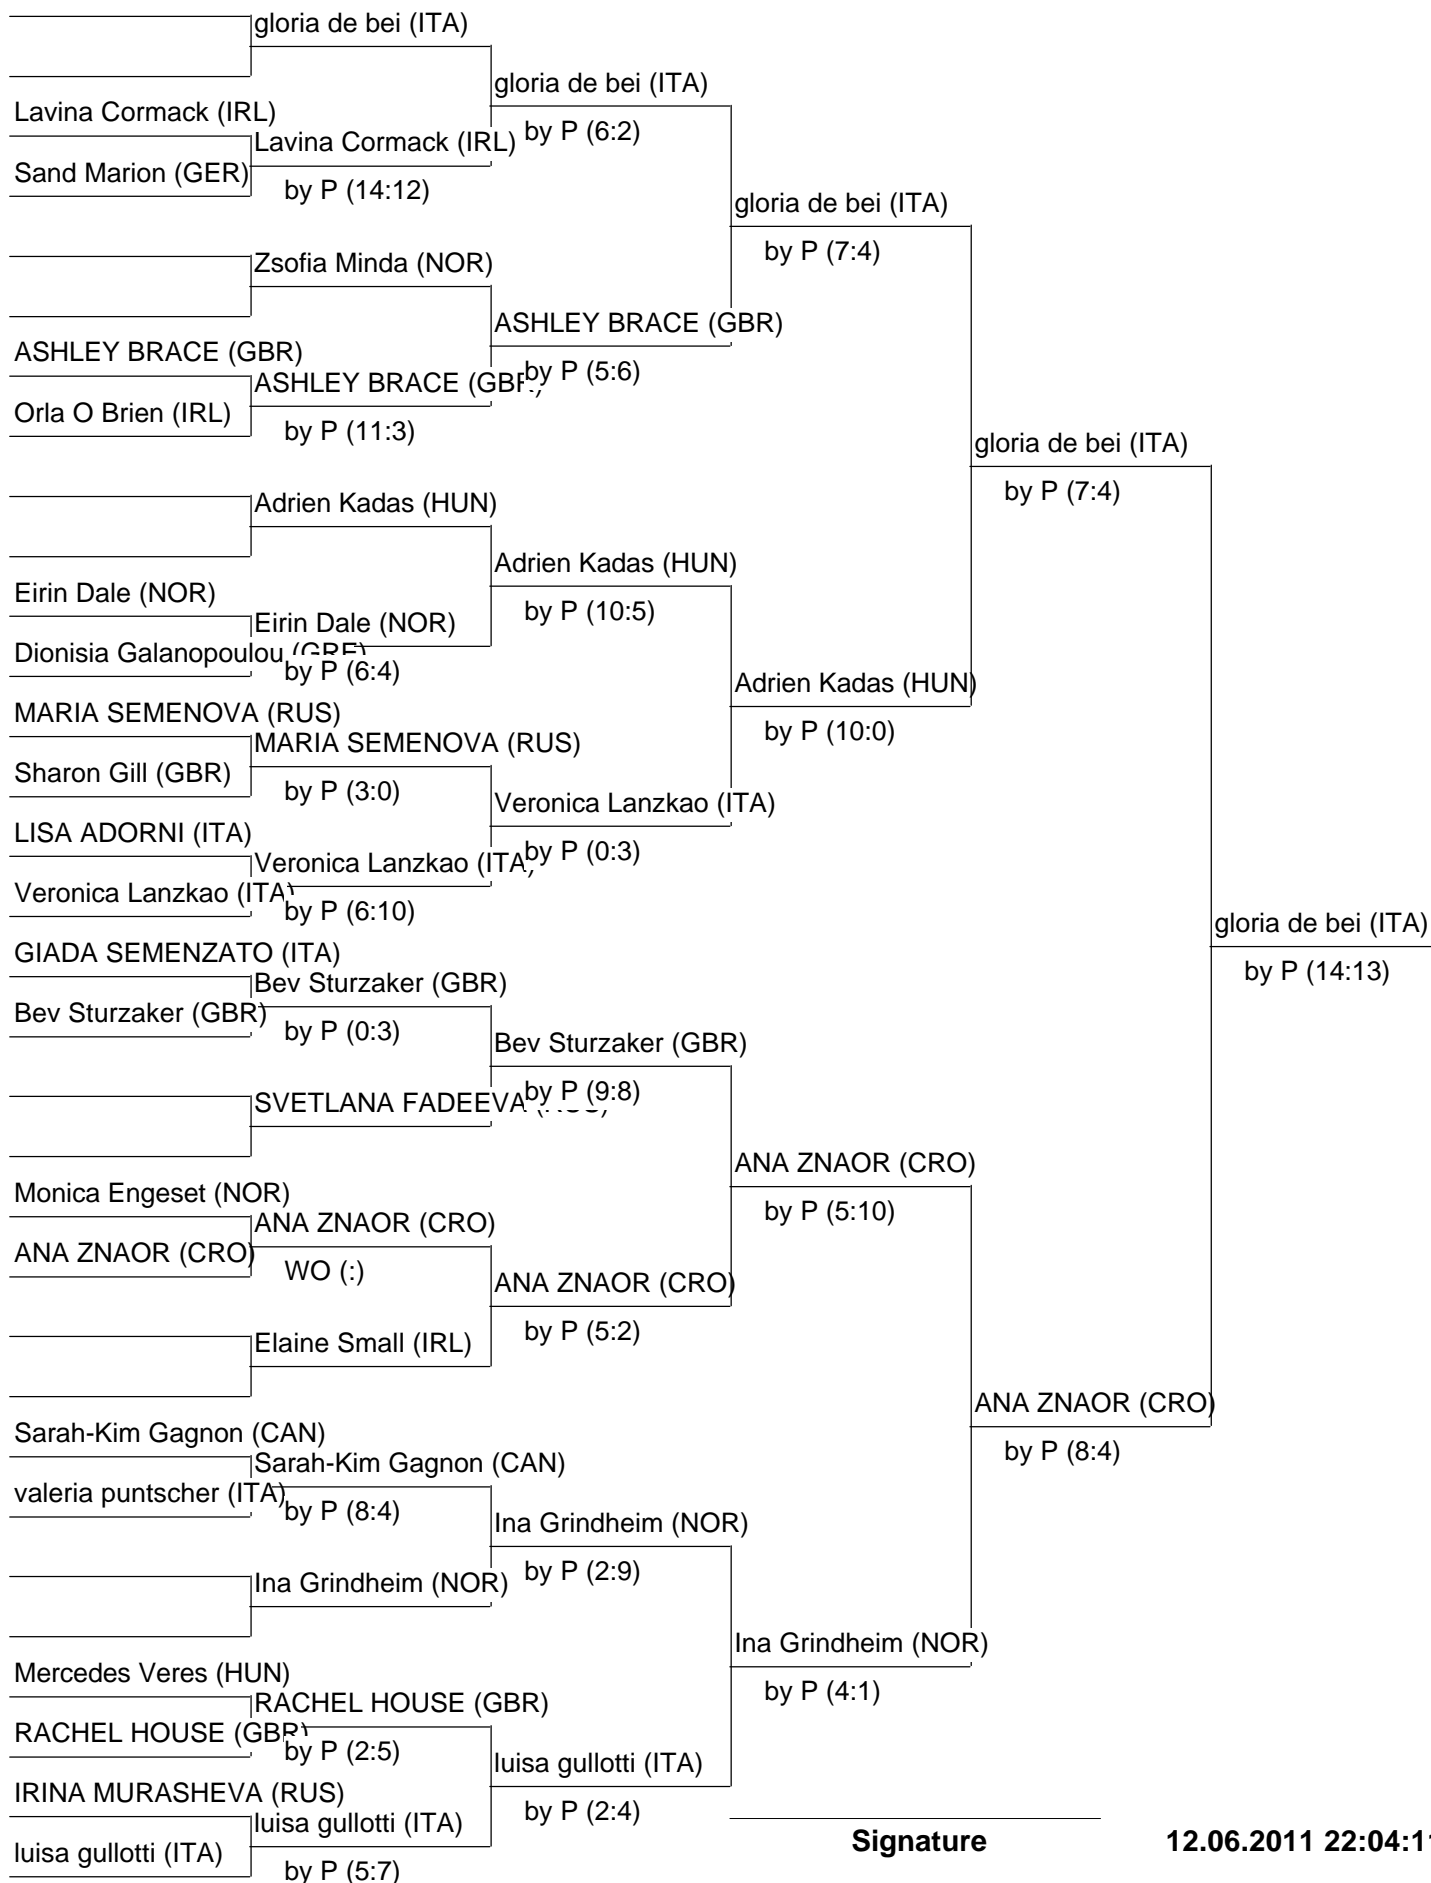 gloria de bei (ITA)
gloria de bei (ITA)
Lavina Cormack (IRL)
by P (6:2)
Lavina Cormack (IRL)
Sand Marion (GER)
by P (14:12)
gloria de bei (ITA)
by P (7:4)
Zsofia Minda (NOR)
ASHLEY BRACE (GBR)
ASHLEY BRACE (GBR)
by P (5:6)
ASHLEY BRACE (GBR)
Orla O Brien (IRL)
by P (11:3)
gloria de bei (ITA)
by P (7:4)
Adrien Kadas (HUN)
Adrien Kadas (HUN)
Eirin Dale (NOR)
by P (10:5)
Eirin Dale (NOR)
Dionisia Galanopoulou (GRE)
by P (6:4)
Adrien Kadas (HUN)
by P (10:0)
MARIA SEMENOVA (RUS)
MARIA SEMENOVA (RUS)
Sharon Gill (GBR)
by P (3:0)
Veronica Lanzkao (ITA)
LISA ADORNI (ITA)
by P (0:3)
Veronica Lanzkao (ITA)
Veronica Lanzkao (ITA)
by P (6:10)
gloria de bei (ITA)
by P (14:13)
GIADA SEMENZATO (ITA)
Bev Sturzaker (GBR)
Bev Sturzaker (GBR)
by P (0:3)
Bev Sturzaker (GBR)
by P (9:8)
SVETLANA FADEEVA (RUS)
ANA ZNAOR (CRO)
by P (5:10)
Monica Engeset (NOR)
ANA ZNAOR (CRO)
ANA ZNAOR (CRO)
WO (:)
ANA ZNAOR (CRO)
by P (5:2)
Elaine Small (IRL)
ANA ZNAOR (CRO)
by P (8:4)
Sarah-Kim Gagnon (CAN)
Sarah-Kim Gagnon (CAN)
valeria puntscher (ITA)
by P (8:4)
Ina Grindheim (NOR)
by P (2:9)
Ina Grindheim (NOR)
Ina Grindheim (NOR)
by P (4:1)
Mercedes Veres (HUN)
RACHEL HOUSE (GBR)
RACHEL HOUSE (GBR)
by P (2:5)
luisa gullotti (ITA)
by P (2:4)
IRINA MURASHEVA (RUS)
luisa gullotti (ITA)
luisa gullotti (ITA)
by P (5:7)
Signature
12.06.2011 22:04:11